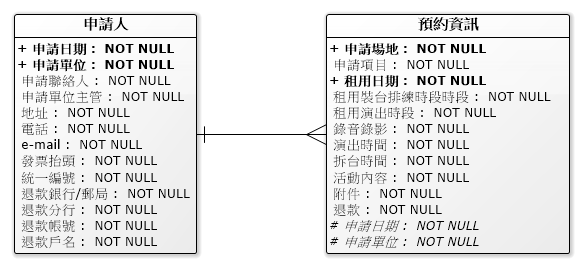 申請人
+ 申請日期： NOT NULL
+ 申請單位： NOT NULL
申請聯絡人： NOT NULL
申請單位主管： NOT NULL
地址： NOT NULL
電話： NOT NULL
e-mail： NOT NULL
發票抬頭： NOT NULL
統一編號： NOT NULL
退款銀行/郵局： NOT NULL
退款分行： NOT NULL
退款帳號： NOT NULL
退款戶名： NOT NULL
預約資訊
+ 申請場地： NOT NULL
申請項目： NOT NULL
+ 租用日期： NOT NULL
租用裝台排練時段時段： NOT NULL
租用演出時段： NOT NULL
錄音錄影： NOT NULL
演出時間： NOT NULL
拆台時間： NOT NULL
活動內容： NOT NULL
附件： NOT NULL
退款： NOT NULL
# 申請日期： NOT NULL
# 申請單位： NOT NULL